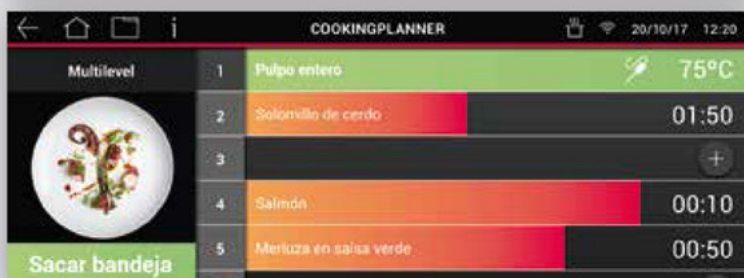 i COOKINGPLANNER 20/10/17 12:20
Multilevel
1 Pulpo entero 75ºC
2 Solomillo de cerdo 01:50
3 +
4 Salmón 00:10
5 Merluza en salsa verde 00:50
Sacar bandeja